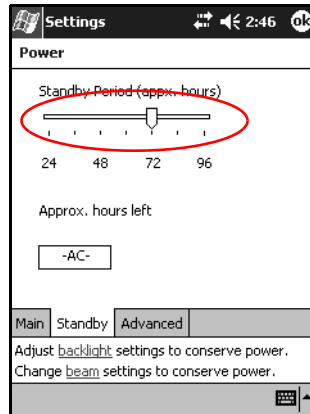 Settings 2:46 ok
Power
Standby Period (appx. hours)
24 48 72 96
Approx. hours left
-AC-
Main Standby Advanced
Adjust backlight settings to conserve power.
Change beam settings to conserve power.